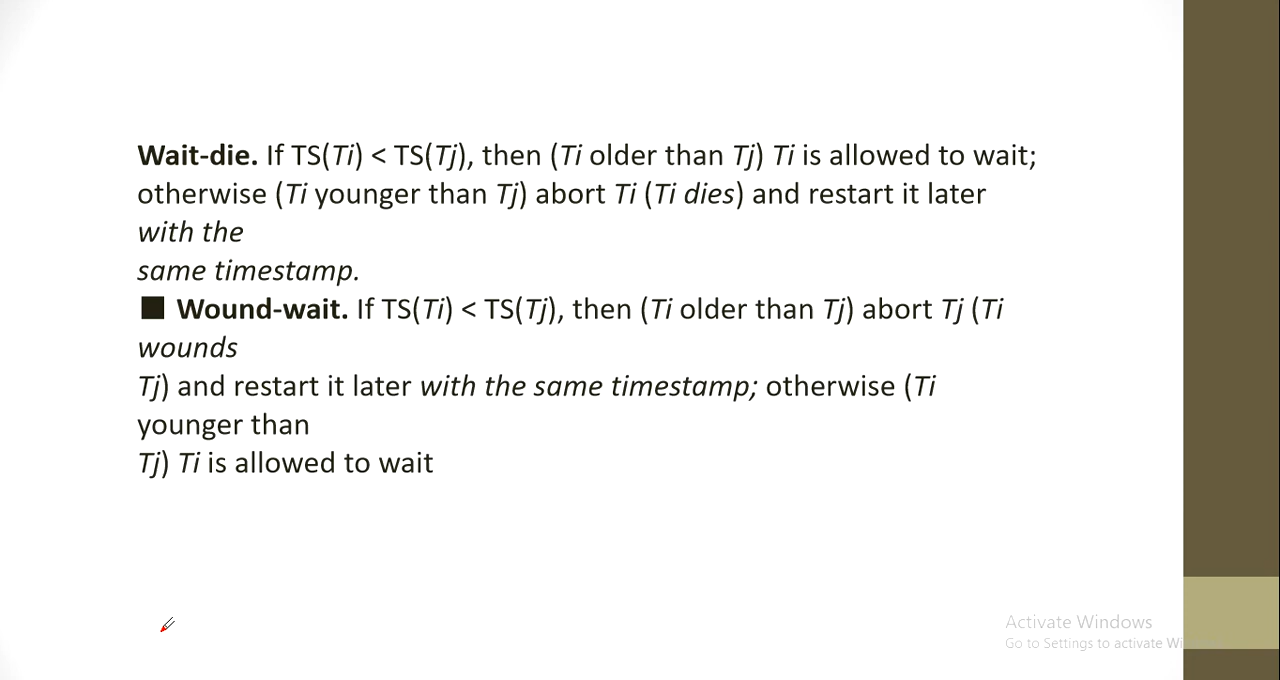 Wait-die. If TS(Ti) < TS(Tj), then (Ti older than Tj) Ti is allowed to wait;
otherwise (Ti younger than Tj) abort Ti (Ti dies) and restart it later
with the
same timestamp.
■ Wound-wait. If TS(Ti) < TS(Tj), then (Ti older than Tj) abort Tj (Ti
wounds
Tj) and restart it later with the same timestamp; otherwise (Ti
younger than
Tj) Ti is allowed to wait
Activate Windows
Go to Settings to activate Wi